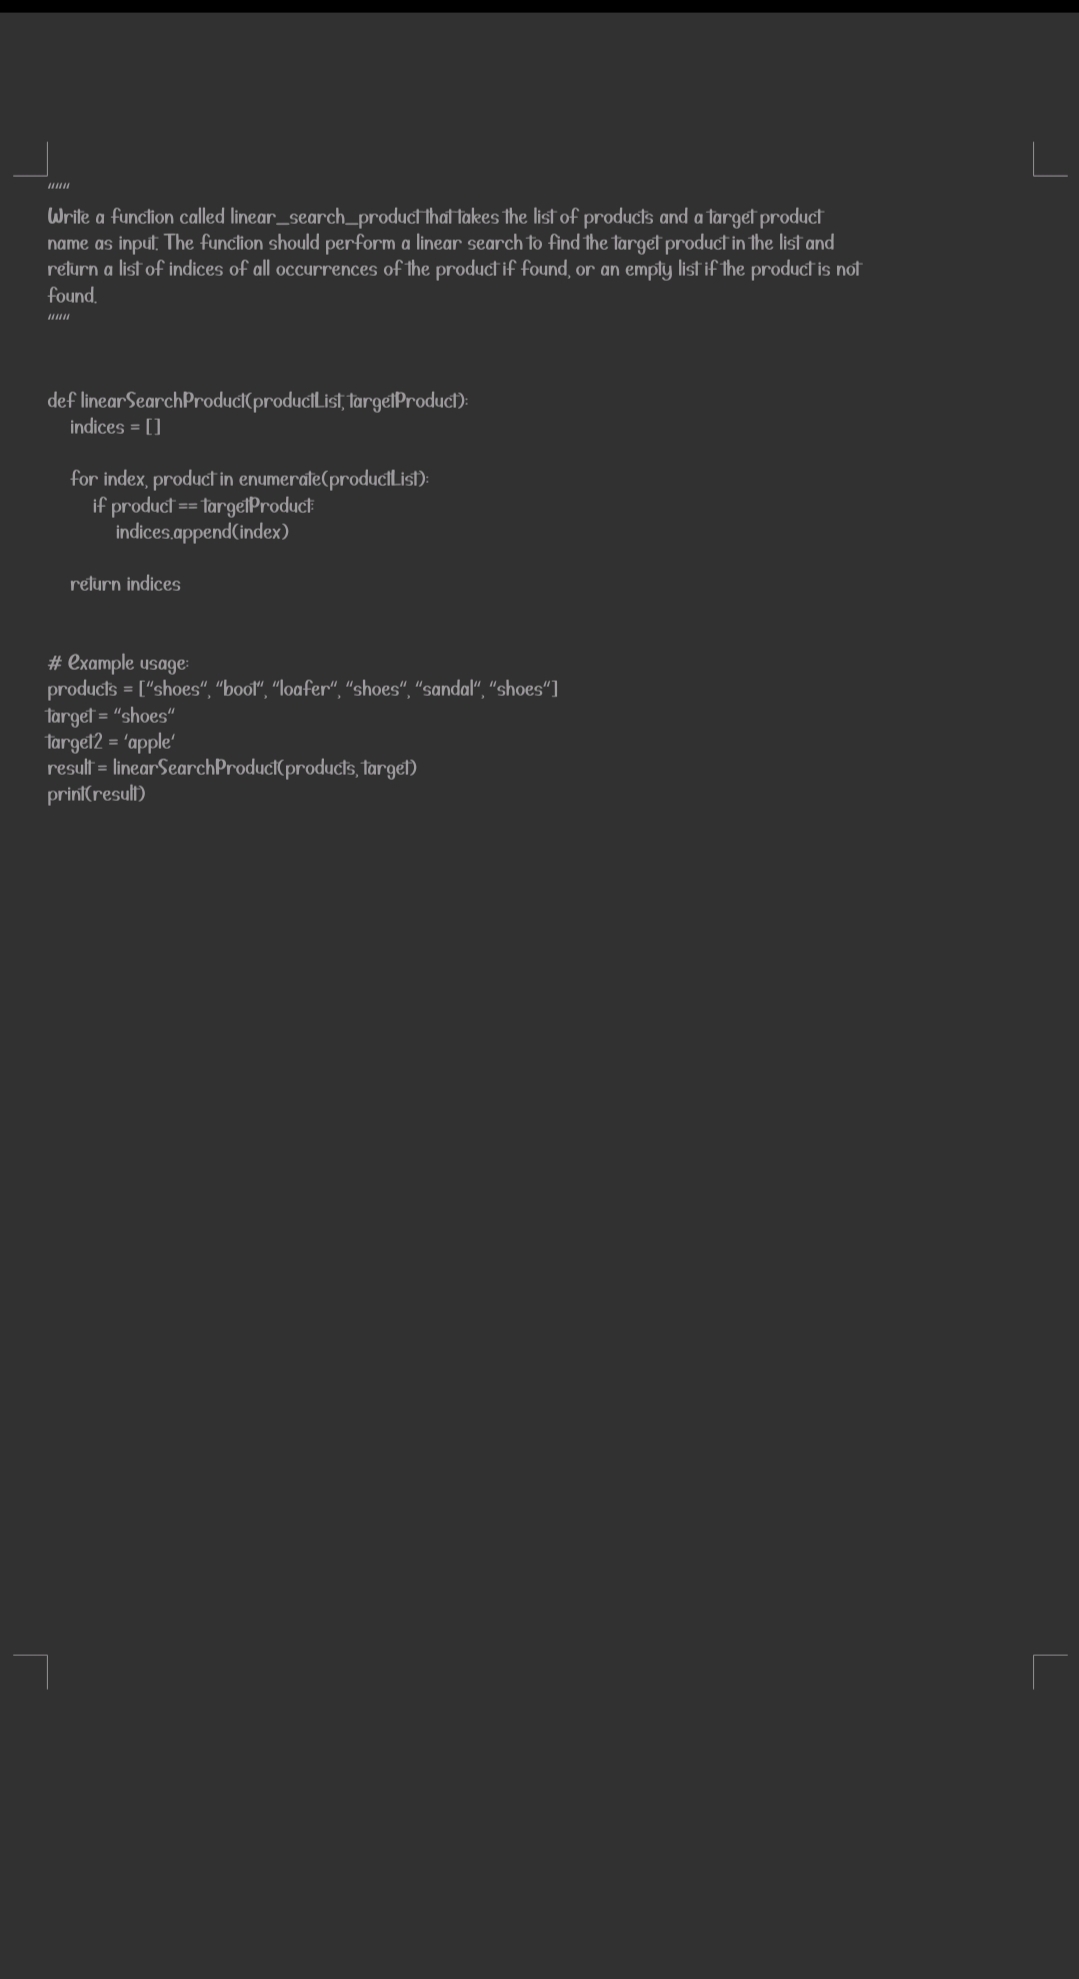 """
Write a function called linear_search_product that takes the list of products and a target product
name as input. The function should perform a linear search to find the target product in the list and
return a list of indices of all occurrences of the product if found, or an empty list if the product is not
found.
"""
def linearSearchProduct(productList, targetProduct):
indices = []
for index, product in enumerate(productList):
if product == targetProduct:
indices.append(index)
return indices
# Example usage:
products = ["shoes", "boot", "loafer", "shoes", "sandal", "shoes"]
target = "shoes"
target2 = 'apple'
result = linearSearchProduct(products, target)
print(result)